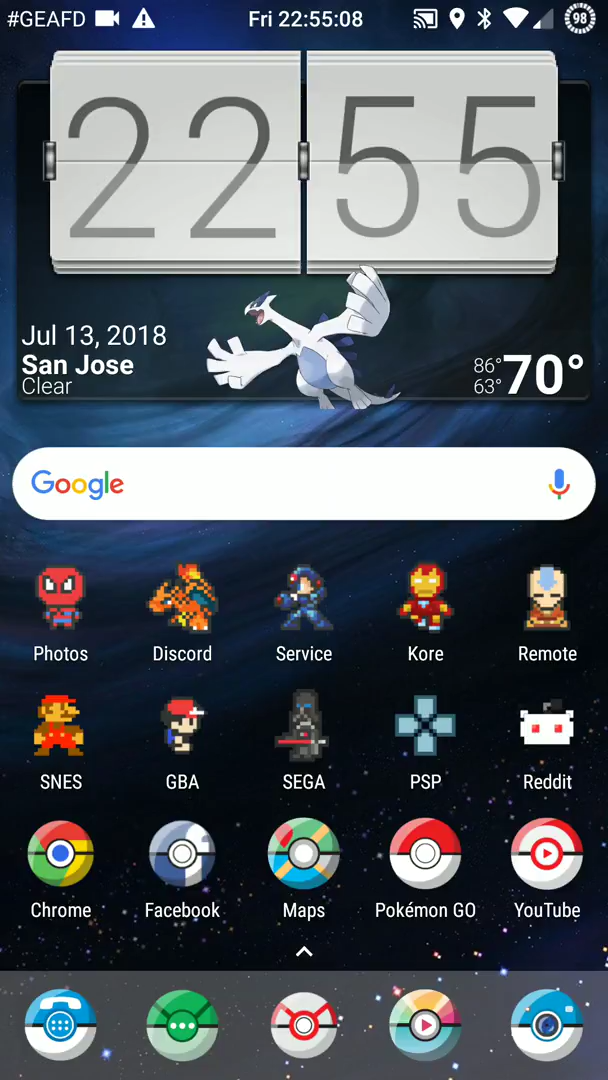 #GEAFD Fri 22:55:08 98
22 55
Jul 13, 2018
San Jose
Clear
86° 70°
63°
Google
Photos Discord Service Kore Remote
SNES GBA SEGA PSP Reddit
Chrome Facebook Maps Pokémon GO YouTube